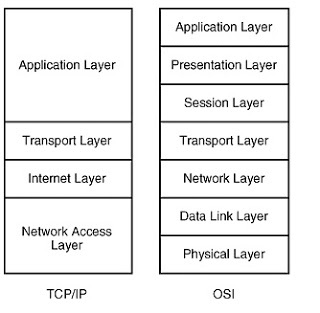 Application Layer
Transport Layer
Internet Layer
Network Access
Layer
TCP/IP
Application Layer
Presentation Layer
Session Layer
Transport Layer
Network Layer
Data Link Layer
Physical Layer
OSI